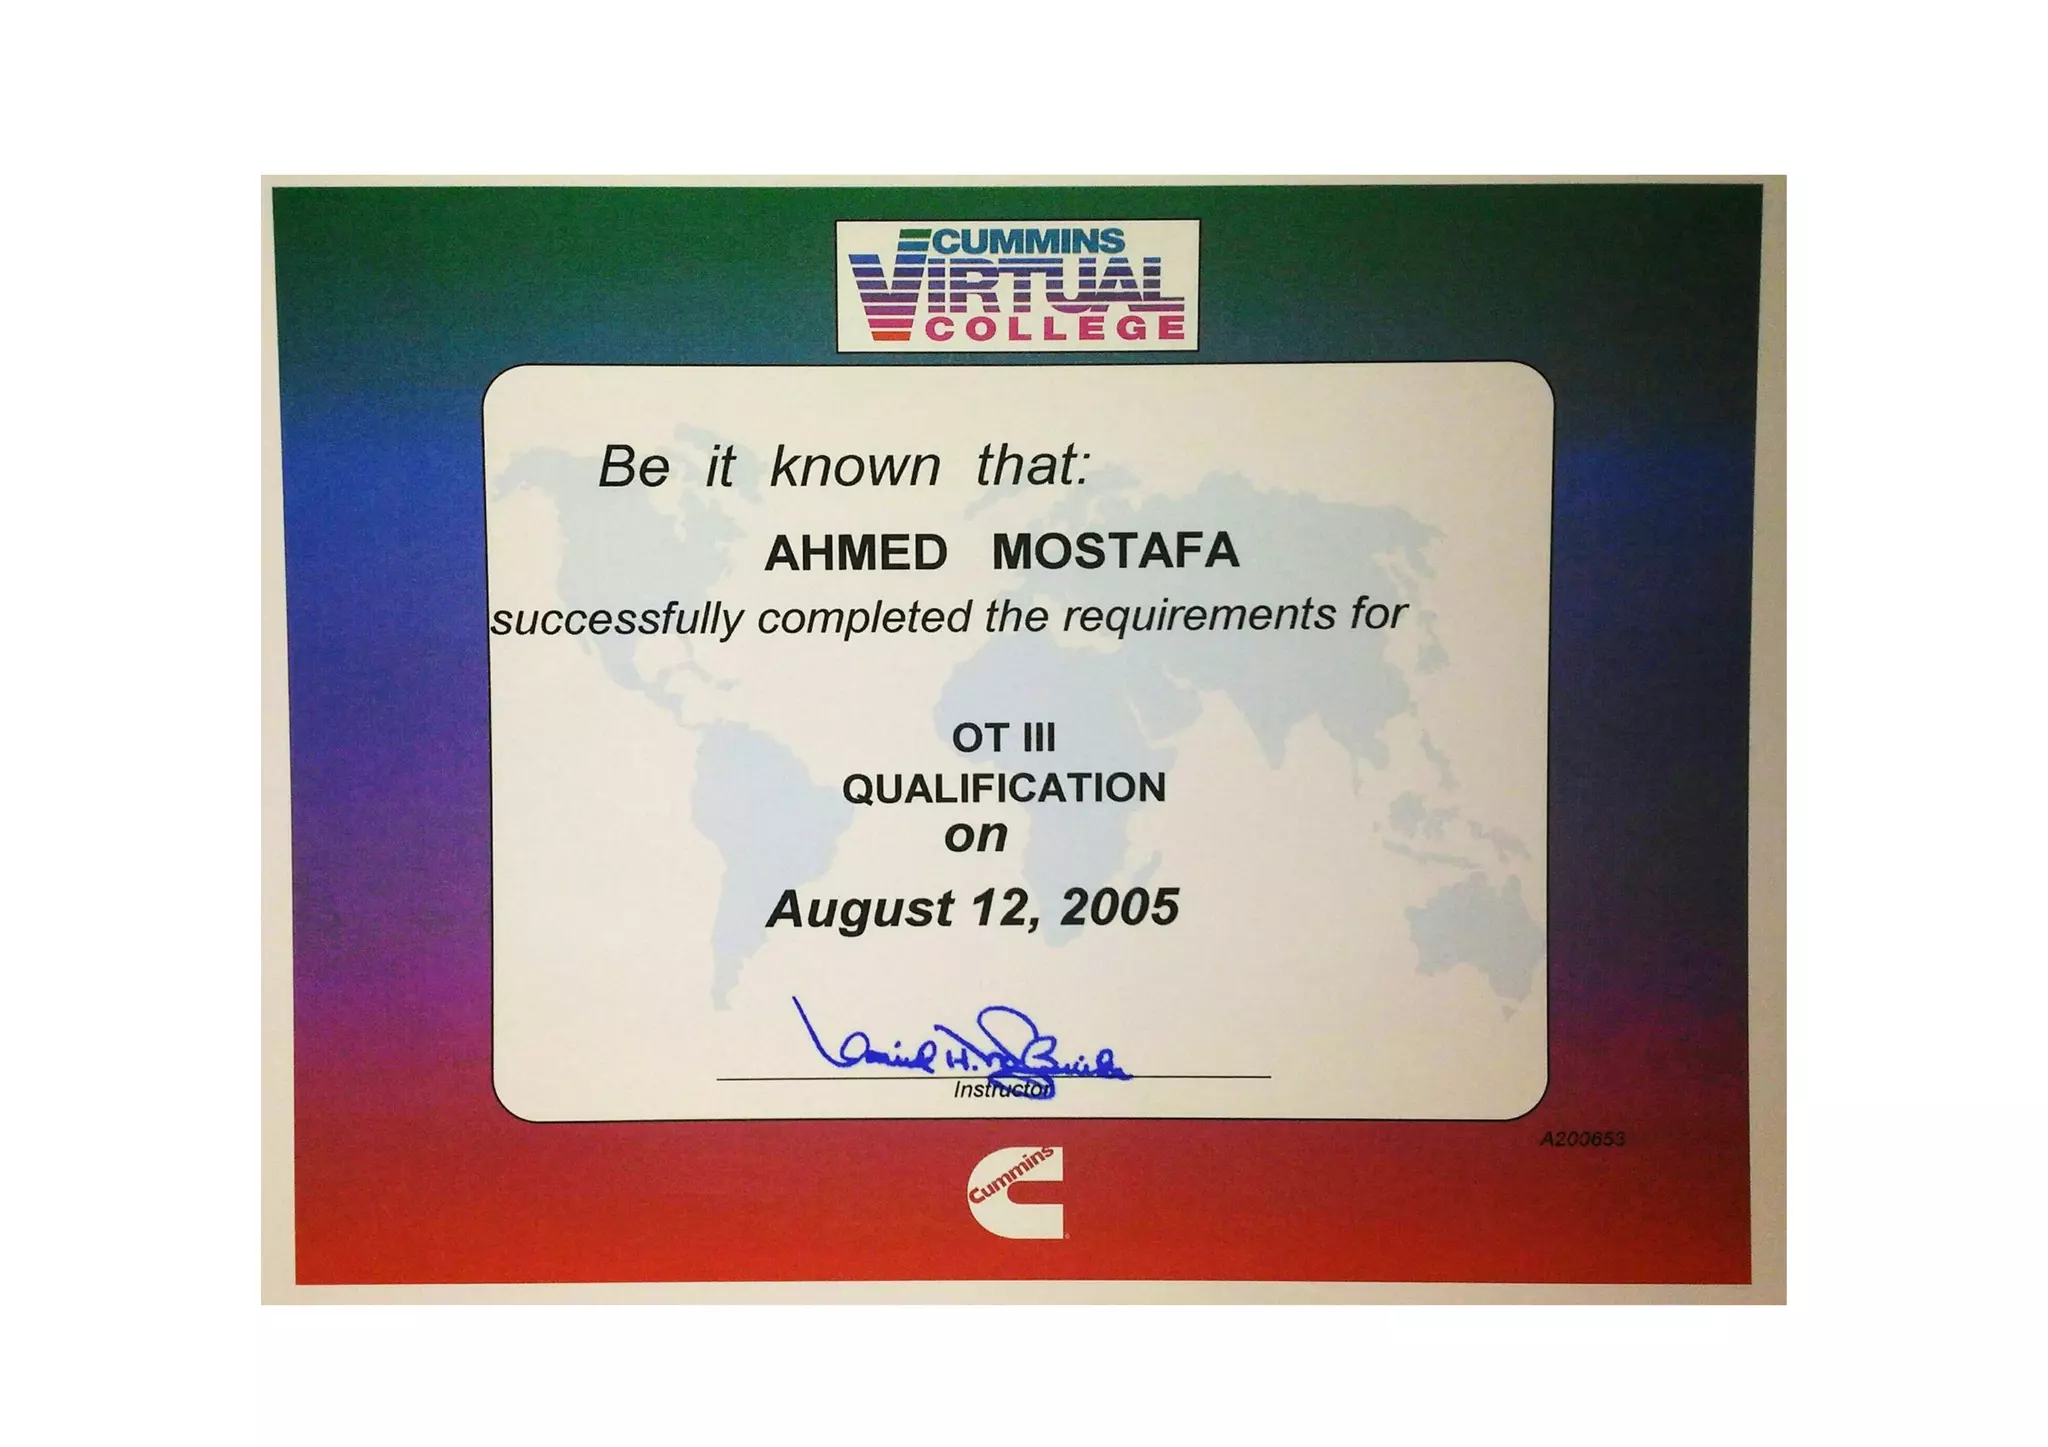 CUMMINS
VIRTUAL
COLLEGE
Be it known that:
AHMED MOSTAFA
successfully completed the requirements for
OT III
QUALIFICATION
on
August 12, 2005
Instructor
A200653
Cummins